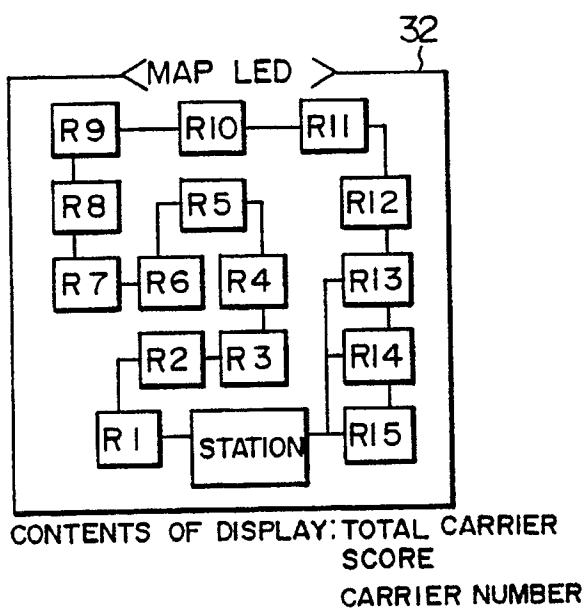 32
MAP LED
R9 R10 R11
R8 R5 R12
R7 R6 R4 R13
R2 R3 R14
R1 STATION R15
CONTENTS OF DISPLAY: TOTAL CARRIER
SCORE
CARRIER NUMBER